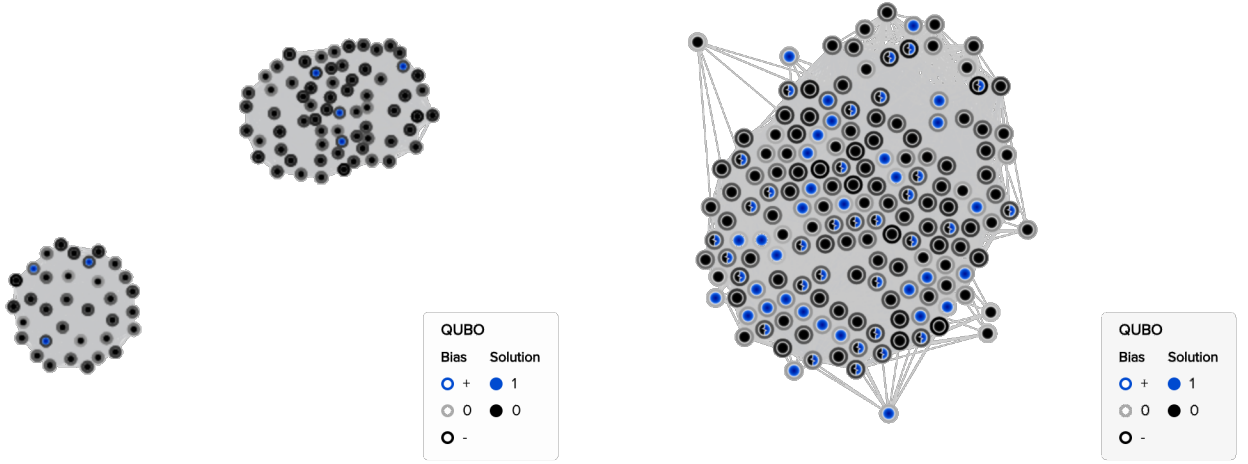 QUBO
Bias Solution
+ 1
0 0
-
QUBO
Bias Solution
+ 1
0 0
-